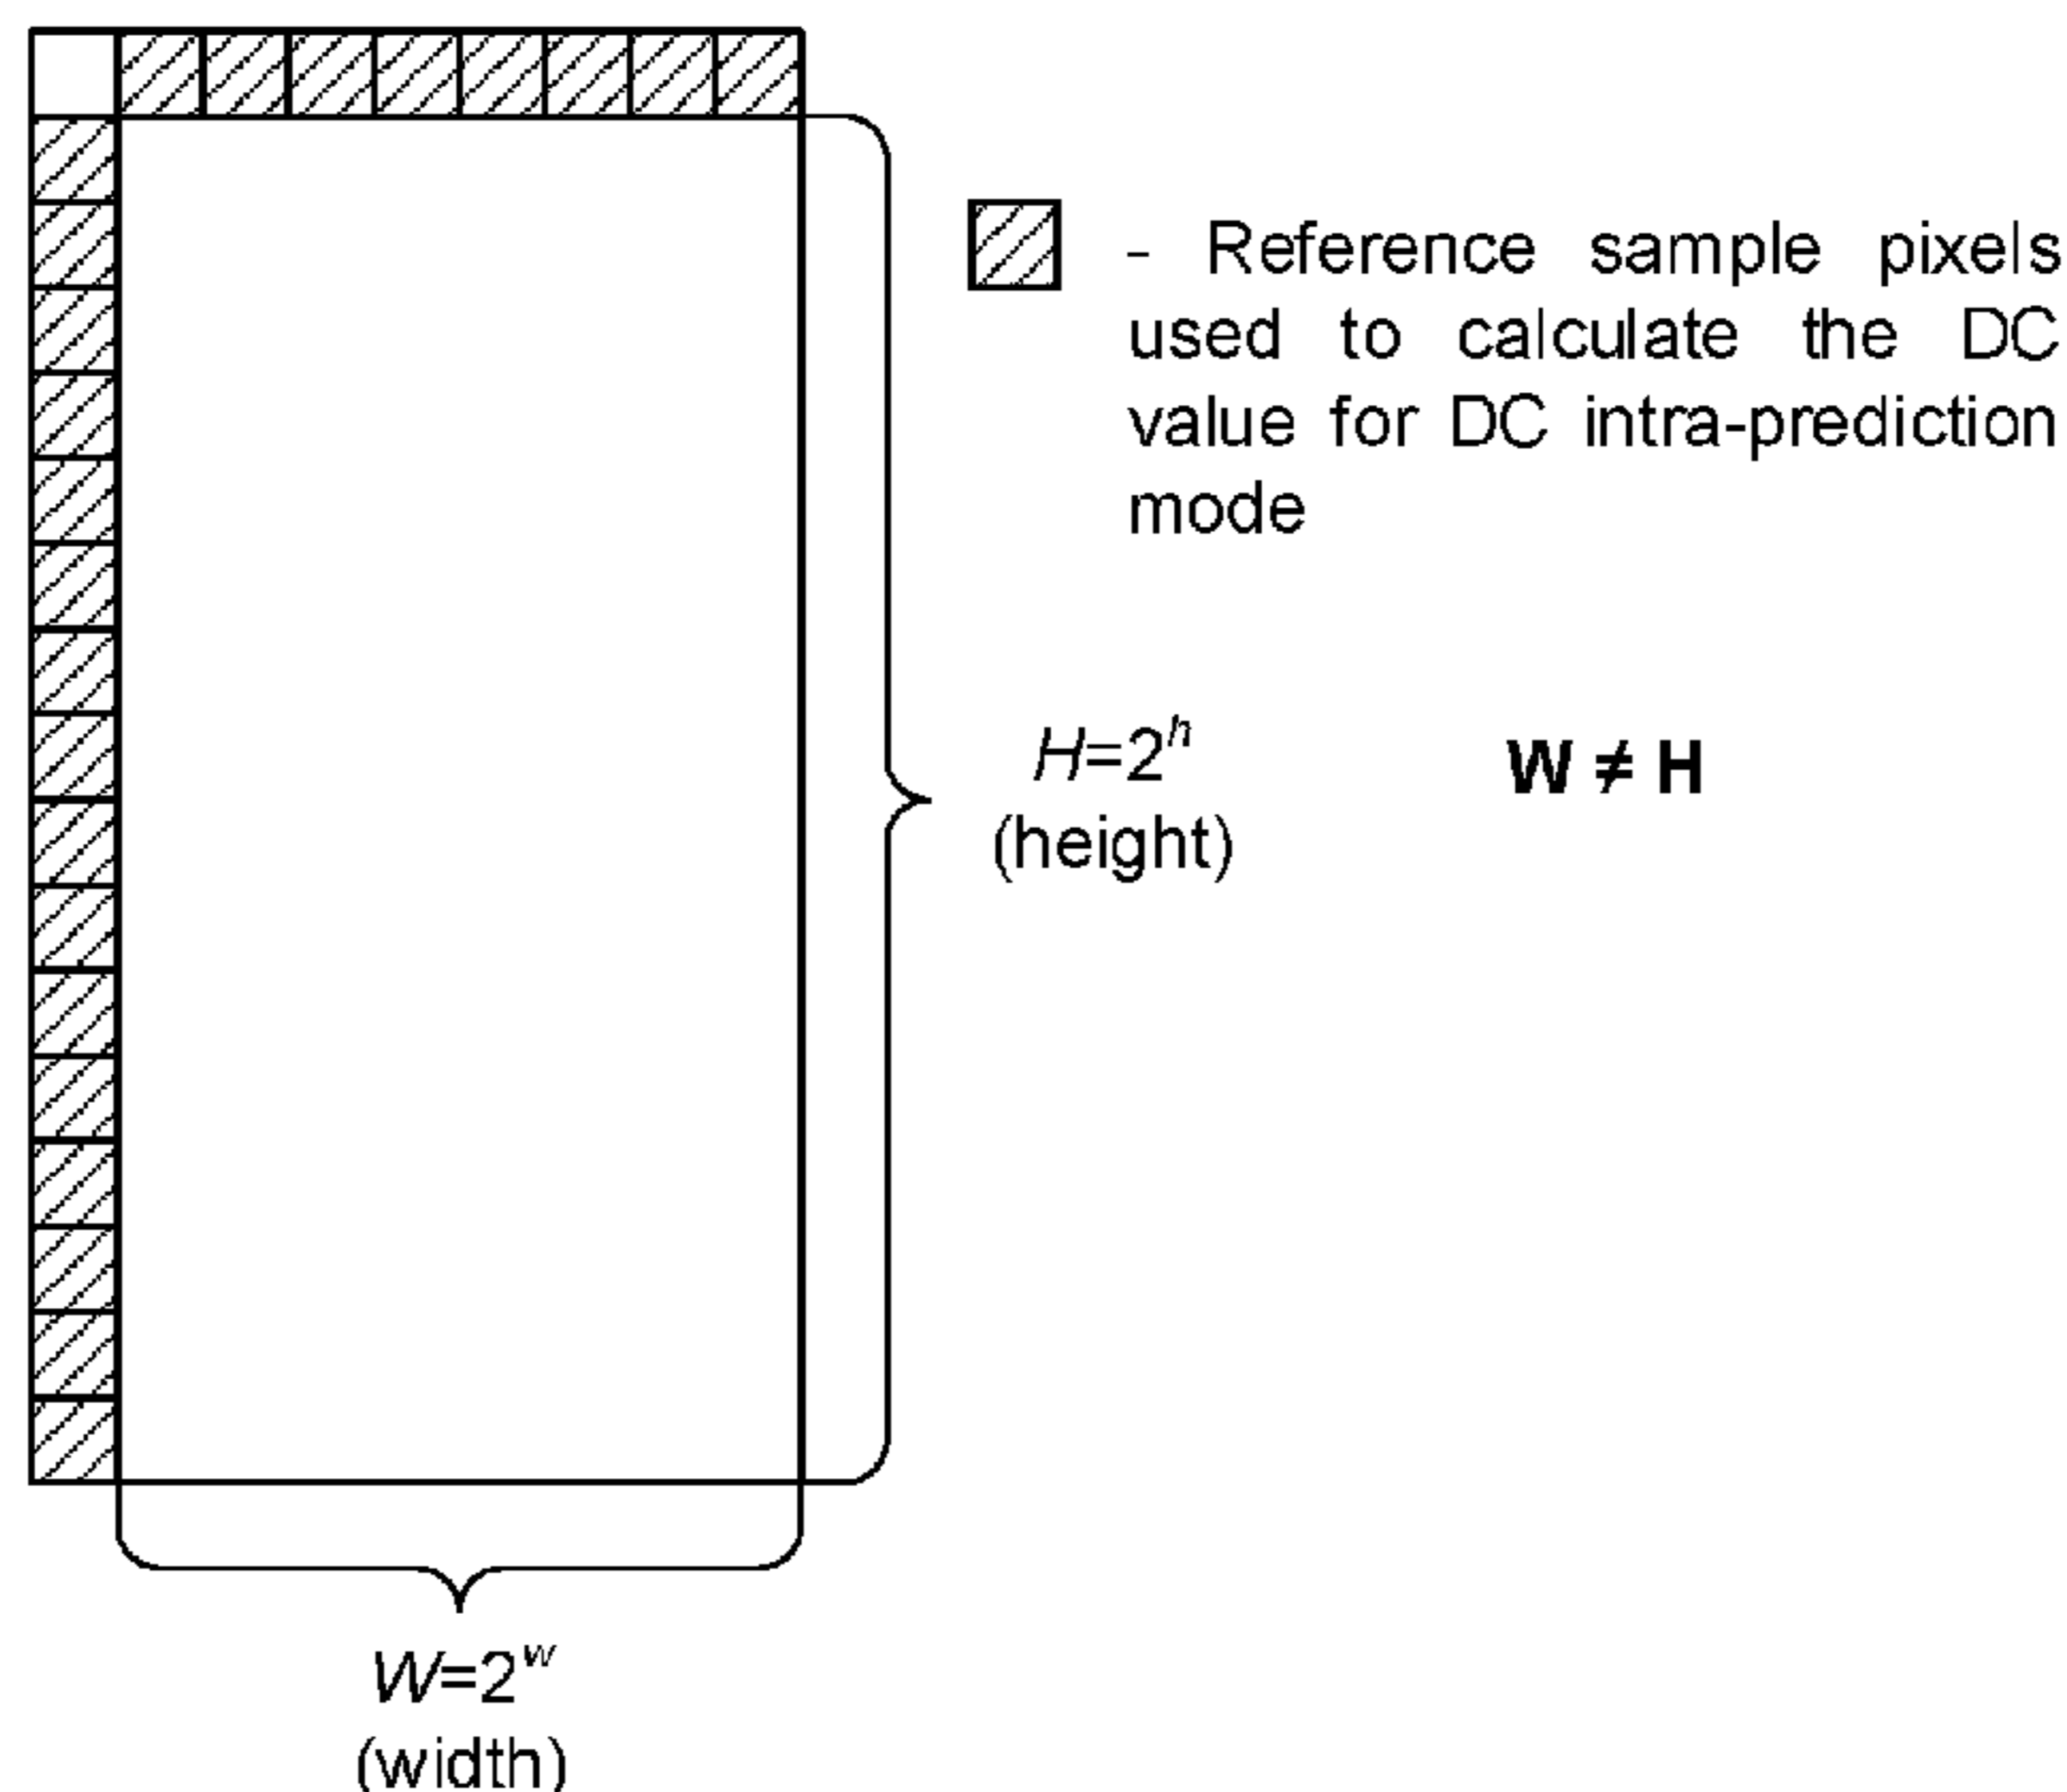 - Reference sample pixels
used to calculate the DC
value for DC intra-prediction
mode
H=2^h
(height)
W ≠ H
W=2^w
(width)